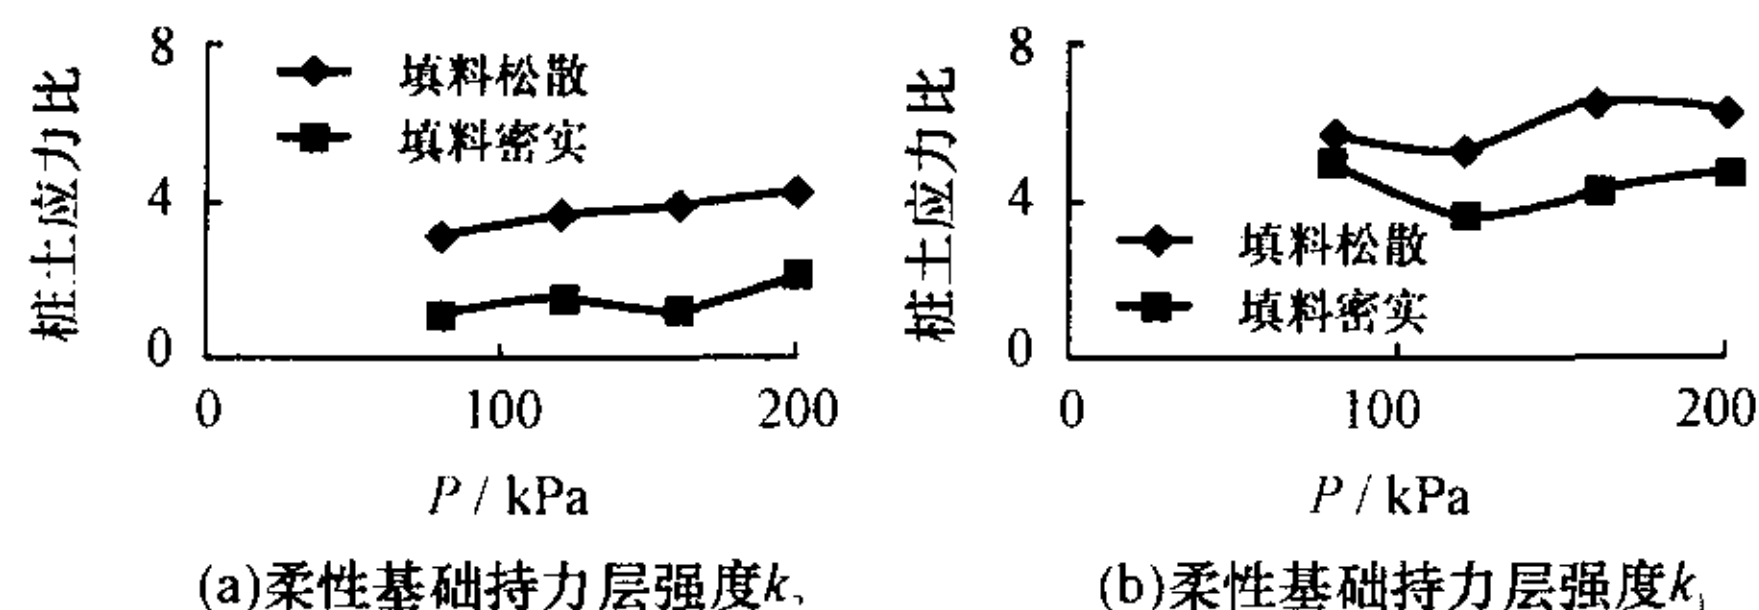 桩土应力比
8
4
0
填料松散
填料密实
0 100 200
P / kPa
(a)柔性基础持力层强度k
桩土应力比
8
4
0
填料松散
填料密实
0 100 200
P / kPa
(b)柔性基础持力层强度k